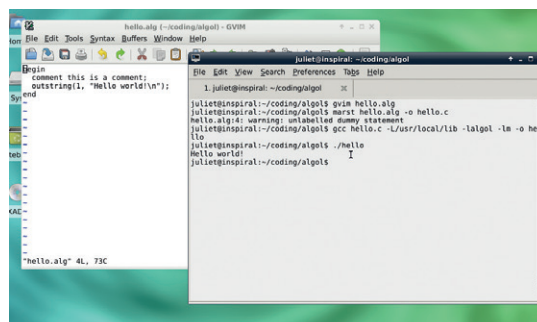 hello.alg (~/coding/algol) - GVIM
File Edit Tools Syntax Buffers Window Help
begin
comment this is a comment;
outstring(1, "Hello world!\n");
end
"hello.alg" 4L, 73C
juliet@inspiral: ~/coding/algol
File Edit View Search Preferences Tabs Help
1. juliet@inspiral: ~/coding/algol
juliet@inspiral:~/coding/algol$ gvim hello.alg
juliet@inspiral:~/coding/algol$ marst hello.alg -o hello.c
hello.alg:4: warning: unlabelled dummy statement
juliet@inspiral:~/coding/algol$ gcc hello.c -L/usr/local/lib -lalgol -lm -o he
llo
juliet@inspiral:~/coding/algol$ ./hello
Hello world!
juliet@inspiral:~/coding/algol$